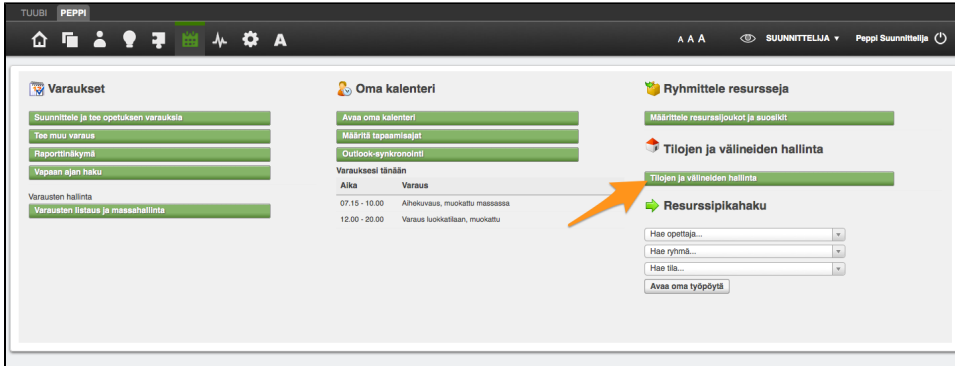 TUUBI PEPPI
A
A A A
SUUNNITTELIJA ▼ Peppi Suunnittelija
Varaukset
Suunnittele ja tee opetuksen varauksia
Tee muu varaus
Raporttinäkymä
Vapaan ajan haku
Varausten hallinta
Varausten listaus ja massahallinta
Oma kalenteri
Avaa oma kalenteri
Määritä tapaamisajat
Outlook-synkronointi
Varauksesi tänään
Aika Varaus
07.15 - 10.00 Aihekuvaus, muokattu massassa
12.00 - 20.00 Varaus luokkatilaan, muokattu
Ryhmittele resursseja
Määrittele resurssijoukot ja suosikit
Tilojen ja välineiden hallinta
Tilojen ja välineiden hallinta
Resurssipikahaku
Hae opettaja...
Hae ryhmä...
Hae tila...
Avaa oma työpöytä